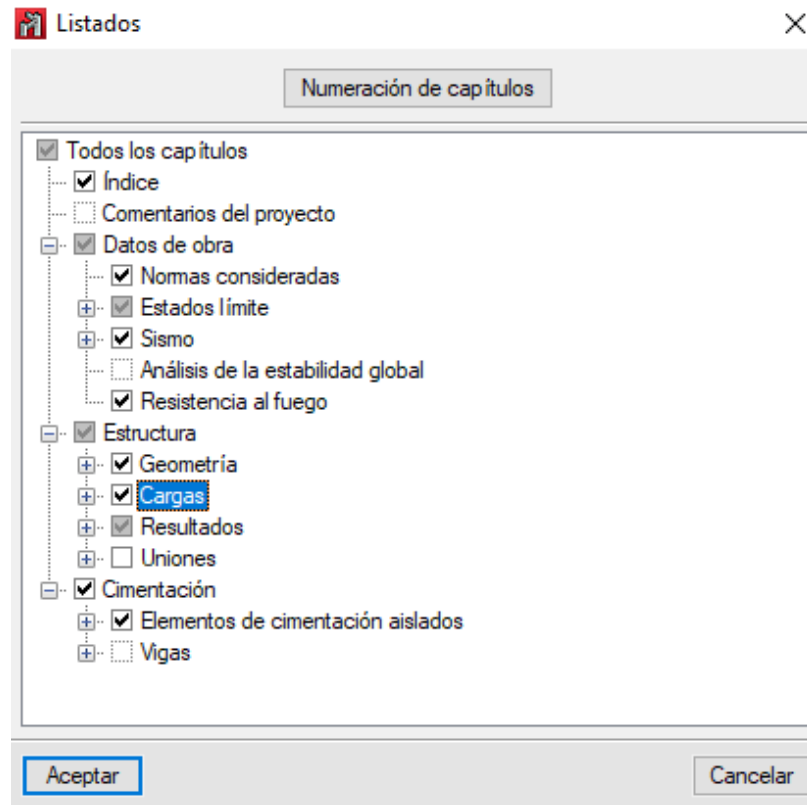 Listados
Numeración de capítulos
Todos los capítulos
Índice
Comentarios del proyecto
Datos de obra
Normas consideradas
Estados límite
Sismo
Análisis de la estabilidad global
Resistencia al fuego
Estructura
Geometría
Cargas
Resultados
Uniones
Cimentación
Elementos de cimentación aislados
Vigas
Aceptar
Cancelar